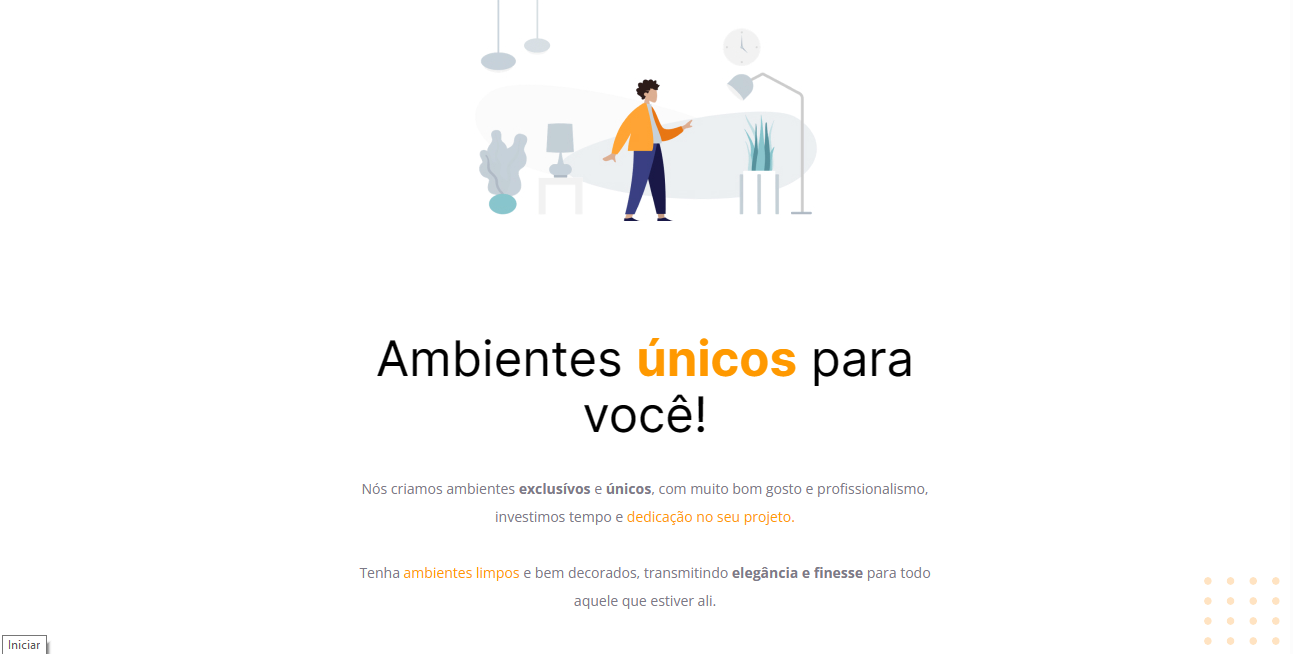 Ambientes únicos para
você!
Nós criamos ambientes exclusívos e únicos, com muito bom gosto e profissionalismo,
investimos tempo e dedicação no seu projeto.
Tenha ambientes limpos e bem decorados, transmitindo elegância e finesse para todo
aquele que estiver ali.
Iniciar